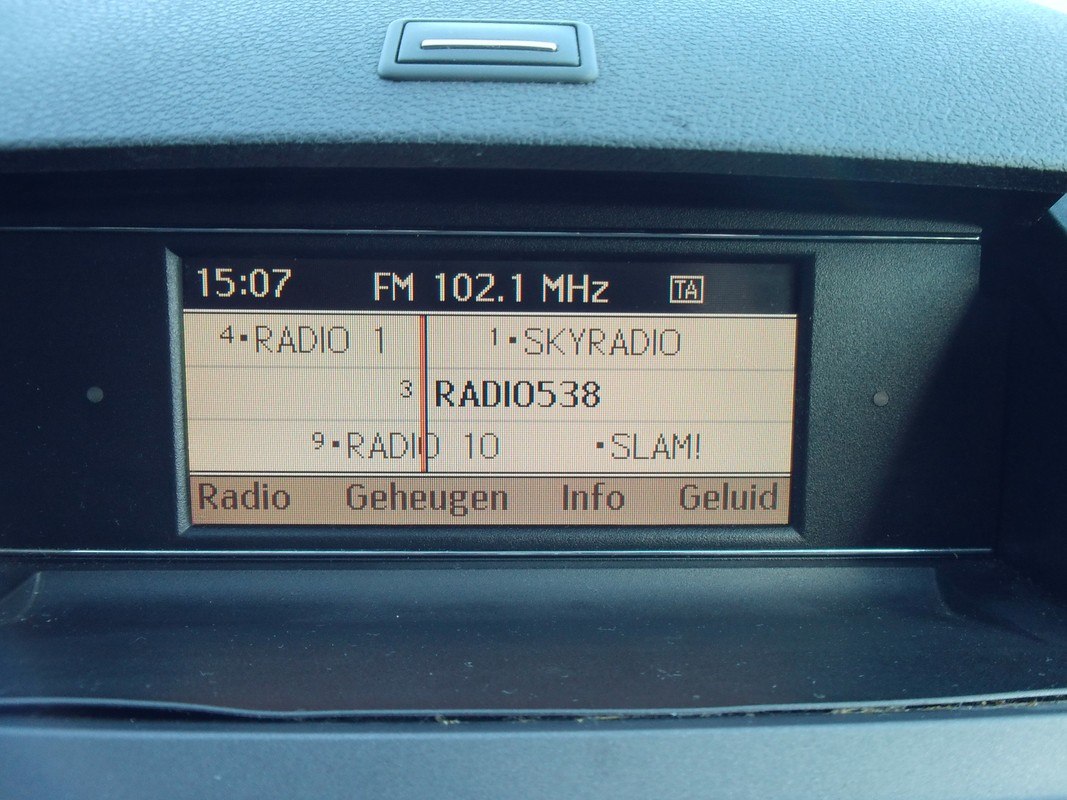 15:07 FM 102.1 MHz TA
4▪RADIO 1 1▪SKYRADIO
3 RADIO538
9▪RADIO 10 ▪SLAM!
Radio Geheugen Info Geluid